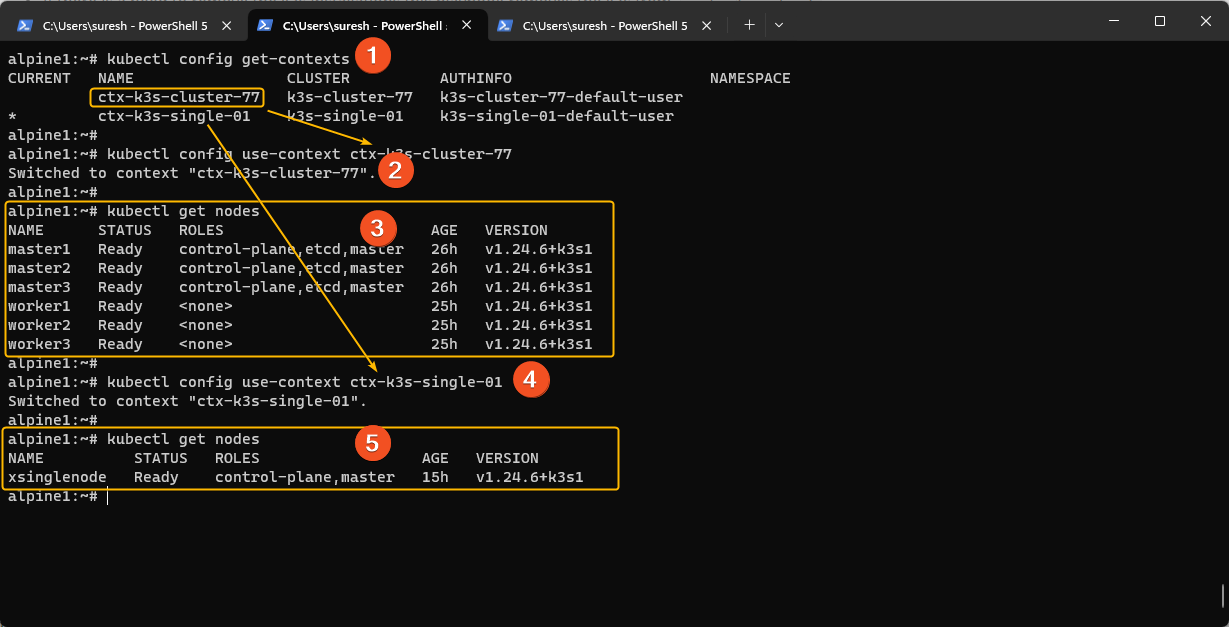 C:\Users\suresh - PowerShell 5 C:\Users\suresh - PowerShell C:\Users\suresh - PowerShell 5
alpine1:~# kubectl config get-contexts 1
CURRENT NAME CLUSTER AUTHINFO NAMESPACE
ctx-k3s-cluster-77 k3s-cluster-77 k3s-cluster-77-default-user
* ctx-k3s-single-01 k3s-single-01 k3s-single-01-default-user
alpine1:~#
alpine1:~# kubectl config use-context ctx-k3s-cluster-77
Switched to context "ctx-k3s-cluster-77". 2
alpine1:~#
alpine1:~# kubectl get nodes
NAME STATUS ROLES 3 AGE VERSION
master1 Ready control-plane,etcd,master 26h v1.24.6+k3s1
master2 Ready control-plane,etcd,master 26h v1.24.6+k3s1
master3 Ready control-plane,etcd,master 26h v1.24.6+k3s1
worker1 Ready <none> 25h v1.24.6+k3s1
worker2 Ready <none> 25h v1.24.6+k3s1
worker3 Ready <none> 25h v1.24.6+k3s1
alpine1:~#
alpine1:~# kubectl config use-context ctx-k3s-single-01 4
Switched to context "ctx-k3s-single-01".
alpine1:~#
alpine1:~# kubectl get nodes 5
NAME STATUS ROLES AGE VERSION
xsinglenode Ready control-plane,master 15h v1.24.6+k3s1
alpine1:~#